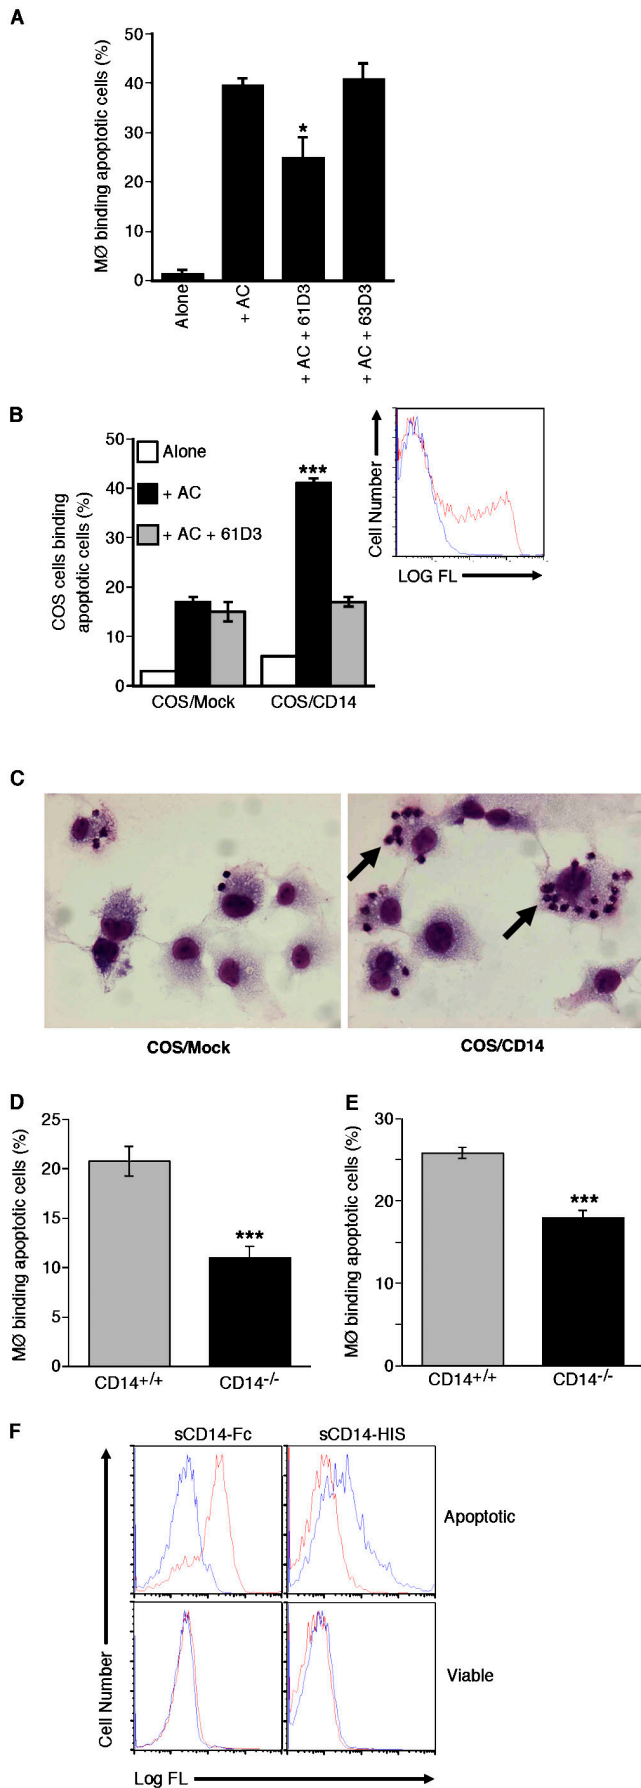 A
MØ binding apoptotic cells (%)
50
40
30
20
10
0
*
Alone
+ AC
+ AC + 61D3
+ AC + 63D3
B
COS cells binding
apoptotic cells (%)
50
40
30
20
10
0
Alone
+ AC
+ AC + 61D3
***
COS/Mock
COS/CD14
Cell Number
LOG FL
C
COS/Mock
COS/CD14
D
MØ binding apoptotic cells (%)
25
20
15
10
5
0
***
CD14+/+
CD14-/-
E
MØ binding apoptotic cells (%)
30
20
10
0
***
CD14+/+
CD14-/-
F
sCD14-Fc
sCD14-HIS
Apoptotic
Viable
Cell Number
Log FL